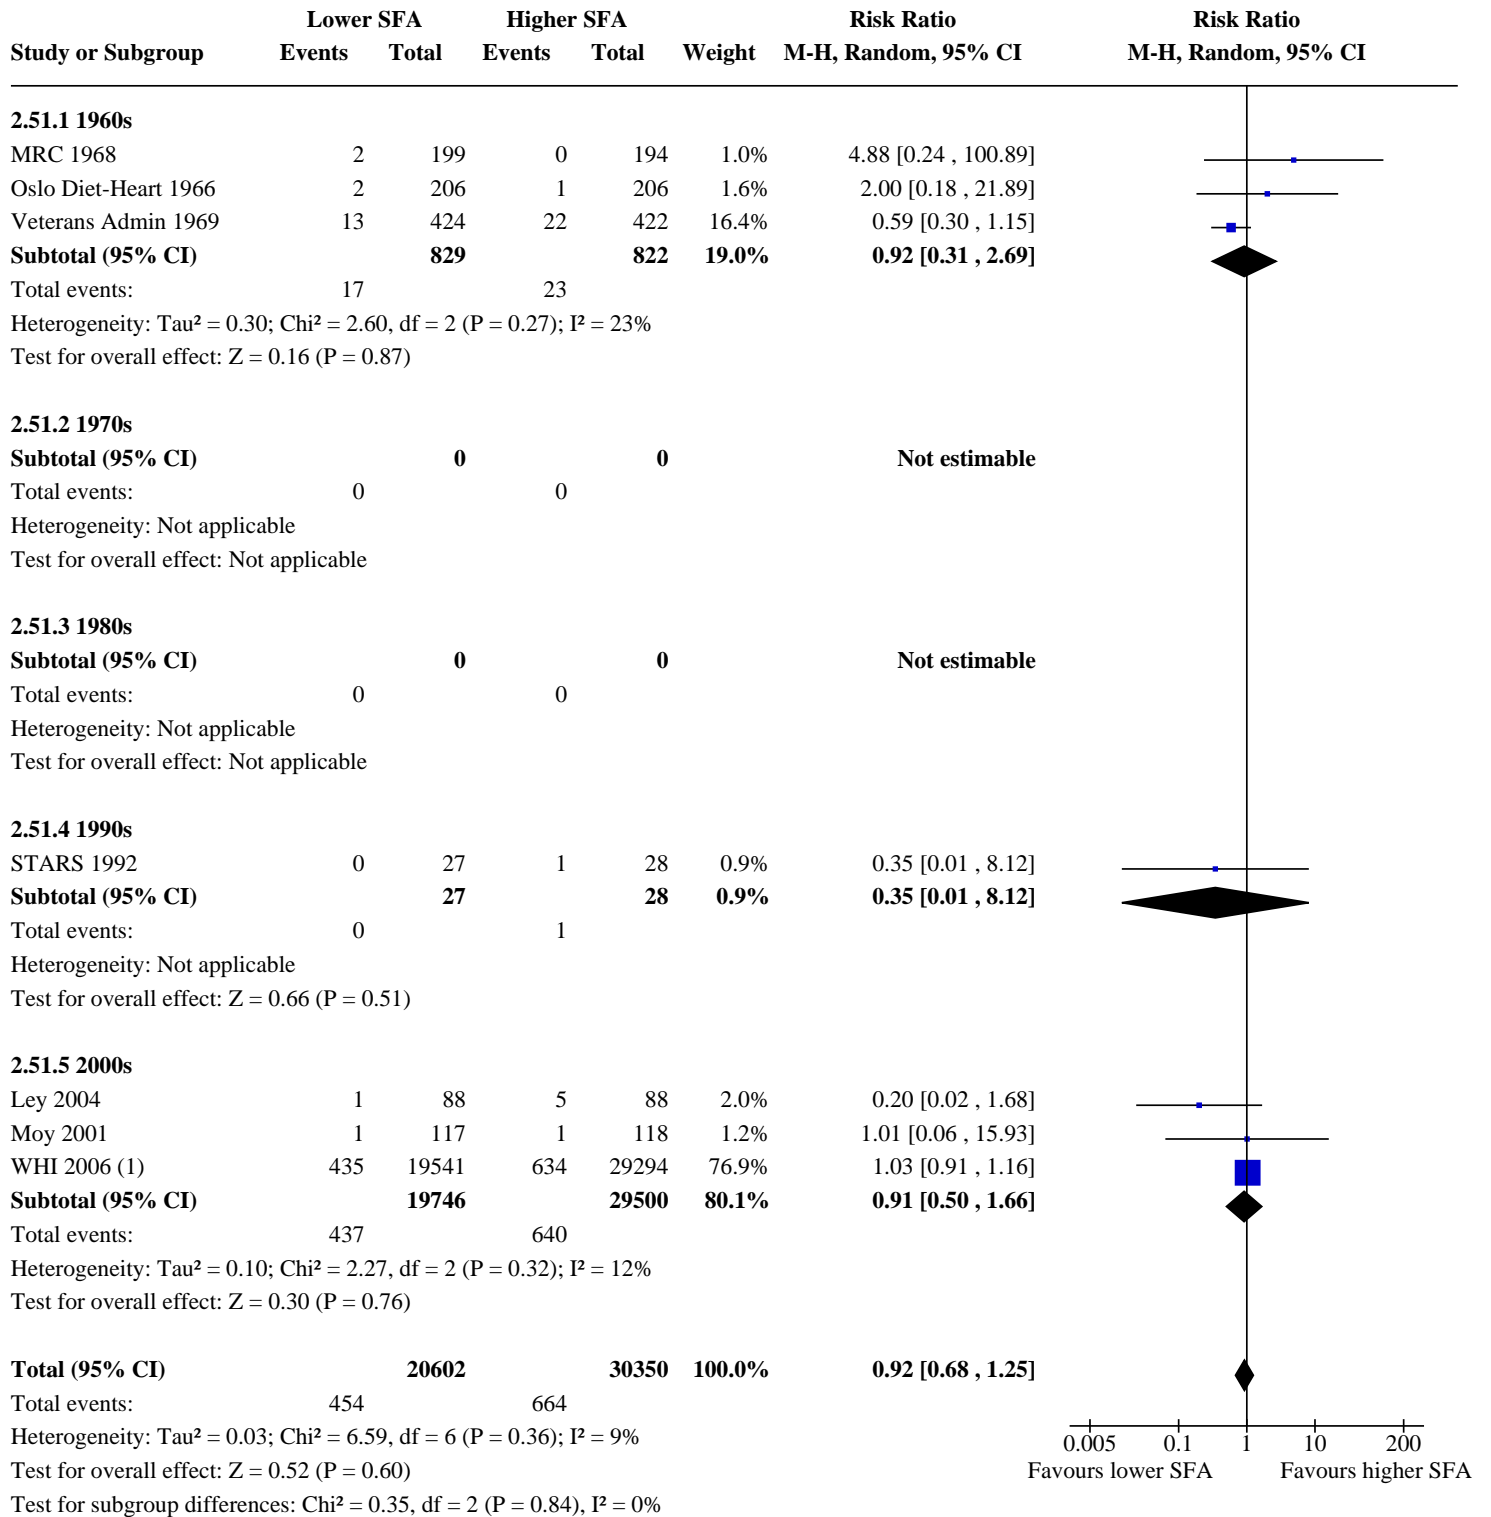 Lower SFA Higher SFA Risk Ratio Risk Ratio
Study or Subgroup Events Total Events Total Weight M-H, Random, 95% CI M-H, Random, 95% CI
2.51.1 1960s
MRC 1968 2 199 0 194 1.0% 4.88 [0.24 , 100.89]
Oslo Diet-Heart 1966 2 206 1 206 1.6% 2.00 [0.18 , 21.89]
Veterans Admin 1969 13 424 22 422 16.4% 0.59 [0.30 , 1.15]
Subtotal (95% CI) 829 822 19.0% 0.92 [0.31 , 2.69]
Total events: 17 23
Heterogeneity: Tau² = 0.30; Chi² = 2.60, df = 2 (P = 0.27); I² = 23%
Test for overall effect: Z = 0.16 (P = 0.87)
2.51.2 1970s
Subtotal (95% CI) 0 0 Not estimable
Total events: 0 0
Heterogeneity: Not applicable
Test for overall effect: Not applicable
2.51.3 1980s
Subtotal (95% CI) 0 0 Not estimable
Total events: 0 0
Heterogeneity: Not applicable
Test for overall effect: Not applicable
2.51.4 1990s
STARS 1992 0 27 1 28 0.9% 0.35 [0.01 , 8.12]
Subtotal (95% CI) 27 28 0.9% 0.35 [0.01 , 8.12]
Total events: 0 1
Heterogeneity: Not applicable
Test for overall effect: Z = 0.66 (P = 0.51)
2.51.5 2000s
Ley 2004 1 88 5 88 2.0% 0.20 [0.02 , 1.68]
Moy 2001 1 117 1 118 1.2% 1.01 [0.06 , 15.93]
WHI 2006 (1) 435 19541 634 29294 76.9% 1.03 [0.91 , 1.16]
Subtotal (95% CI) 19746 29500 80.1% 0.91 [0.50 , 1.66]
Total events: 437 640
Heterogeneity: Tau² = 0.10; Chi² = 2.27, df = 2 (P = 0.32); I² = 12%
Test for overall effect: Z = 0.30 (P = 0.76)
Total (95% CI) 20602 30350 100.0% 0.92 [0.68 , 1.25]
Total events: 454 664
Heterogeneity: Tau² = 0.03; Chi² = 6.59, df = 6 (P = 0.36); I² = 9%
0.005 0.1 1 10 200
Test for overall effect: Z = 0.52 (P = 0.60) Favours lower SFA Favours higher SFA
Test for subgroup differences: Chi² = 0.35, df = 2 (P = 0.84), I² = 0%